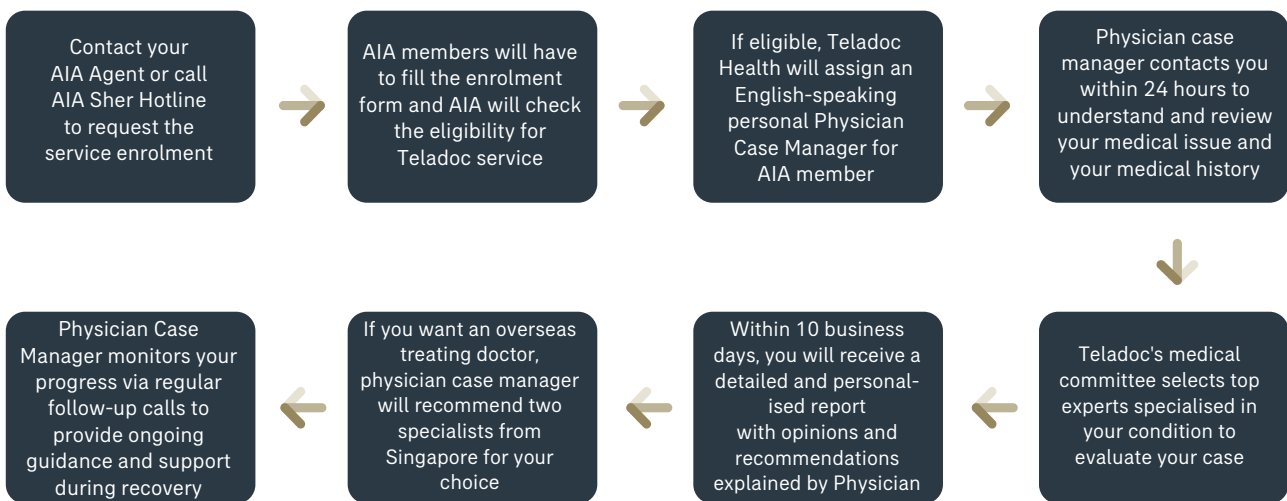 Contact your
AIA Agent or call
AIA Sher Hotline
to request the
service enrolment
AIA members will have
to fill the enrolment
form and AIA will check
the eligibility for
Teladoc service
If eligible, Teladoc
Health will assign an
English-speaking
personal Physician
Case Manager for
AIA member
Physician case
manager contacts you
within 24 hours to
understand and review
your medical issue and
your medical history
Teladoc's medical
committee selects top
experts specialised in
your condition to
evaluate your case
Within 10 business
days, you will receive a
detailed and personal-
ised report
with opinions and
recommendations
explained by Physician
If you want an overseas
treating doctor,
physician case manager
will recommend two
specialists from
Singapore for your
choice
Physician Case
Manager monitors your
progress via regular
follow-up calls to
provide ongoing
guidance and support
during recovery